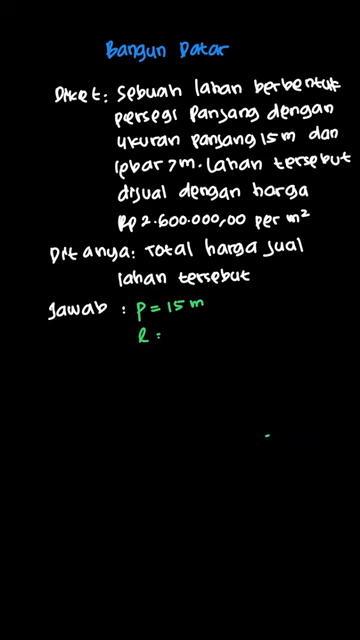 Bangun Datar
Diket: Sebuah lahan berbentuk
persegi panjang dengan
ukuran panjang 15 m dan
lebar 7 m. Lahan tersebut
dijual dengan harga
Rp 2.600.000,00 per m²
Ditanya: Total harga jual
lahan tersebut
Jawab : P = 15 m
l =